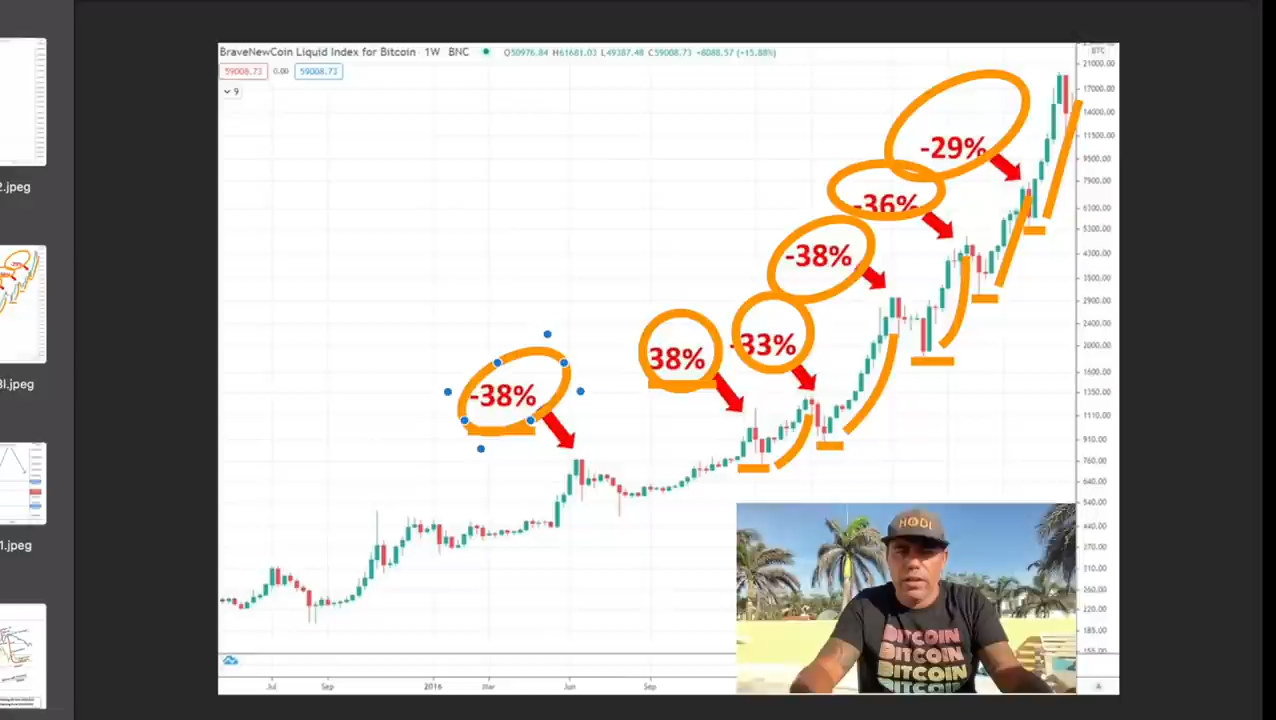 BraveNewCoin Liquid Index for Bitcoin · 1W BNC O50976.84 H61681.03 L49387.48 C59008.73 +8088.57 (+15.88%)
59008.73 0.00 59008.73
9
BTC
21000.00
17000.00
14000.00
11500.00
9500.00
7900.00
6300.00
5300.00
4300.00
3500.00
2900.00
2400.00
2000.00
1600.00
1350.00
1110.00
910.00
760.00
640.00
540.00
440.00
370.00
310.00
260.00
220.00
185.00
155.00
-29%
-36%
-38%
-33%
38%
-38%
2.jpeg
3l.jpeg
1.jpeg
HODL
BITCOIN
BITCOIN
BITCOIN
BITCOIN
Jul Sep 2016 Mar Jun Sep
A